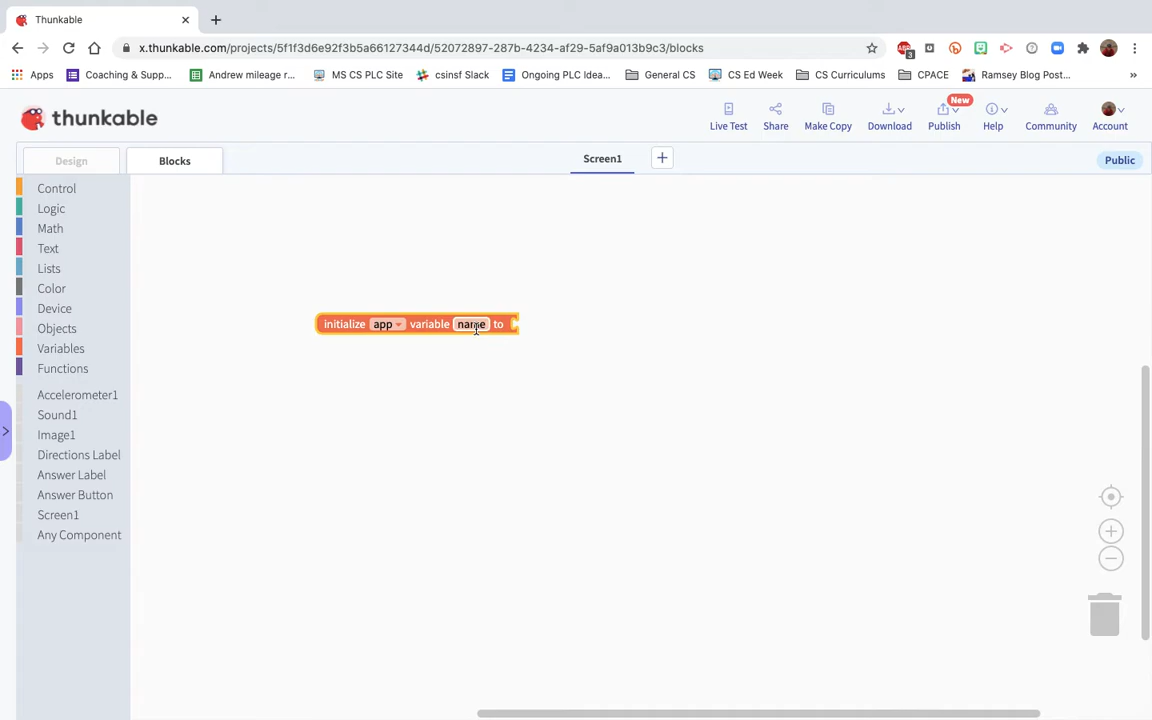 Thunkable
x.thunkable.com/projects/5f1f3d6e92f3b5a66127344d/52072897-287b-4234-af29-5af9a013b9c3/blocks
ABP
3
Apps
Coaching & Supp...
Andrew mileage r...
MS CS PLC Site
csinsf Slack
Ongoing PLC Idea...
General CS
CS Ed Week
CS Curriculums
CPACE
Ramsey Blog Post...
»
thunkable
Live Test
Share
Make Copy
Download
New
Publish
Help
Community
Account
Design
Blocks
Screen1
Public
Control
Logic
Math
Text
Lists
Color
Device
Objects
Variables
Functions
Accelerometer1
Sound1
Image1
Directions Label
Answer Label
Answer Button
Screen1
Any Component
initialize app variable name to